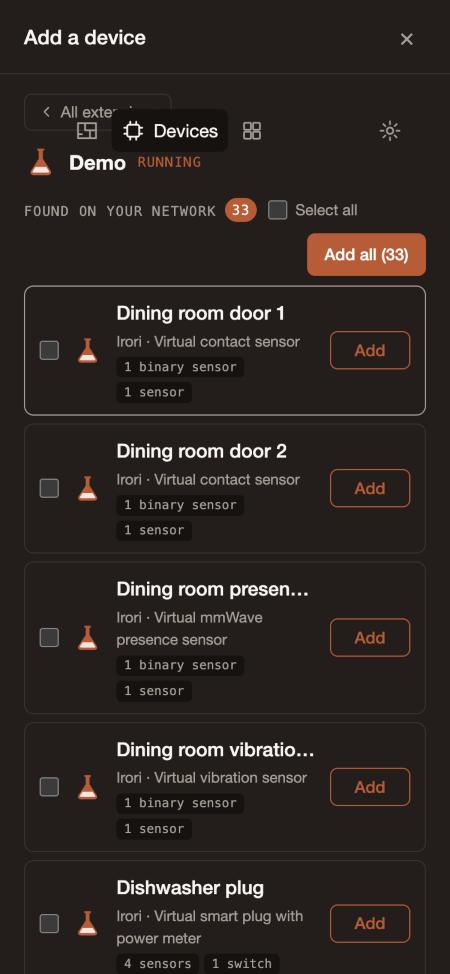 Add a device
All
Devices
Demo RUNNING
FOUND ON YOUR NETWORK 33 Select all
Add all (33)
Dining room door 1
Irori · Virtual contact sensor
1 binary sensor
1 sensor
Add
Dining room door 2
Irori · Virtual contact sensor
1 binary sensor
1 sensor
Add
Dining room presen…
Irori · Virtual mmWave
presence sensor
1 binary sensor
1 sensor
Add
Dining room vibratio…
Irori · Virtual vibration sensor
1 binary sensor
1 sensor
Add
Dishwasher plug
Irori · Virtual smart plug with
power meter
4 sensors 1 switch
Add